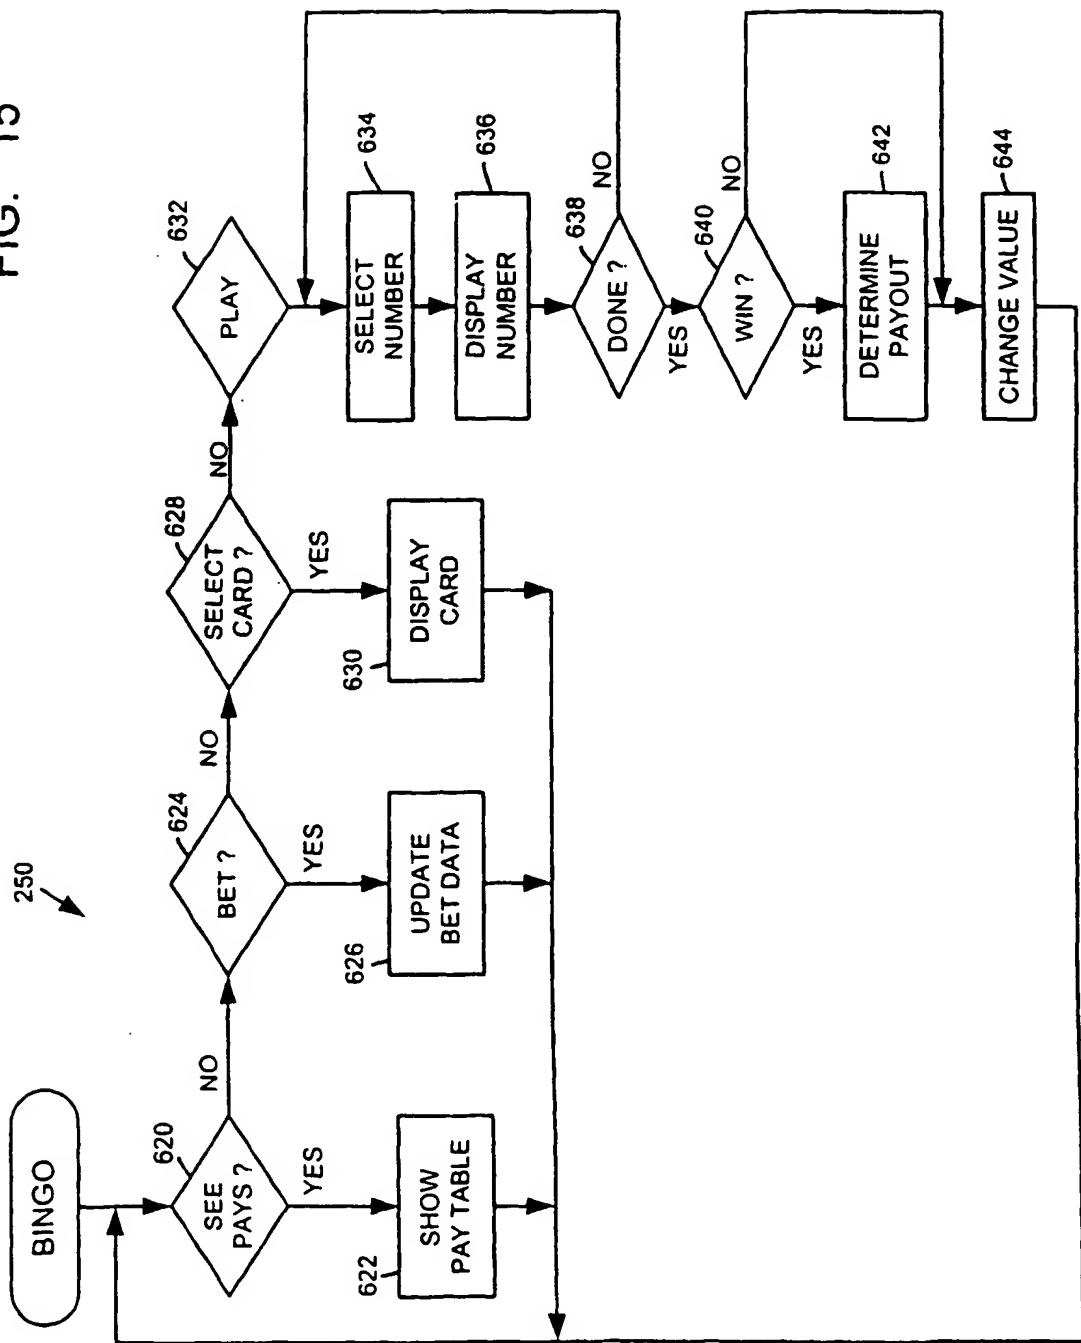 FIG. 15
250
BINGO
620
SEE
PAYS ?
NO
YES
622
SHOW
PAY TABLE
624
BET ?
NO
YES
626
UPDATE
BET DATA
628
SELECT
CARD ?
NO
YES
630
DISPLAY
CARD
632
PLAY
634
SELECT
NUMBER
636
DISPLAY
NUMBER
638
DONE ?
NO
YES
640
WIN ?
NO
YES
642
DETERMINE
PAYOUT
644
CHANGE VALUE